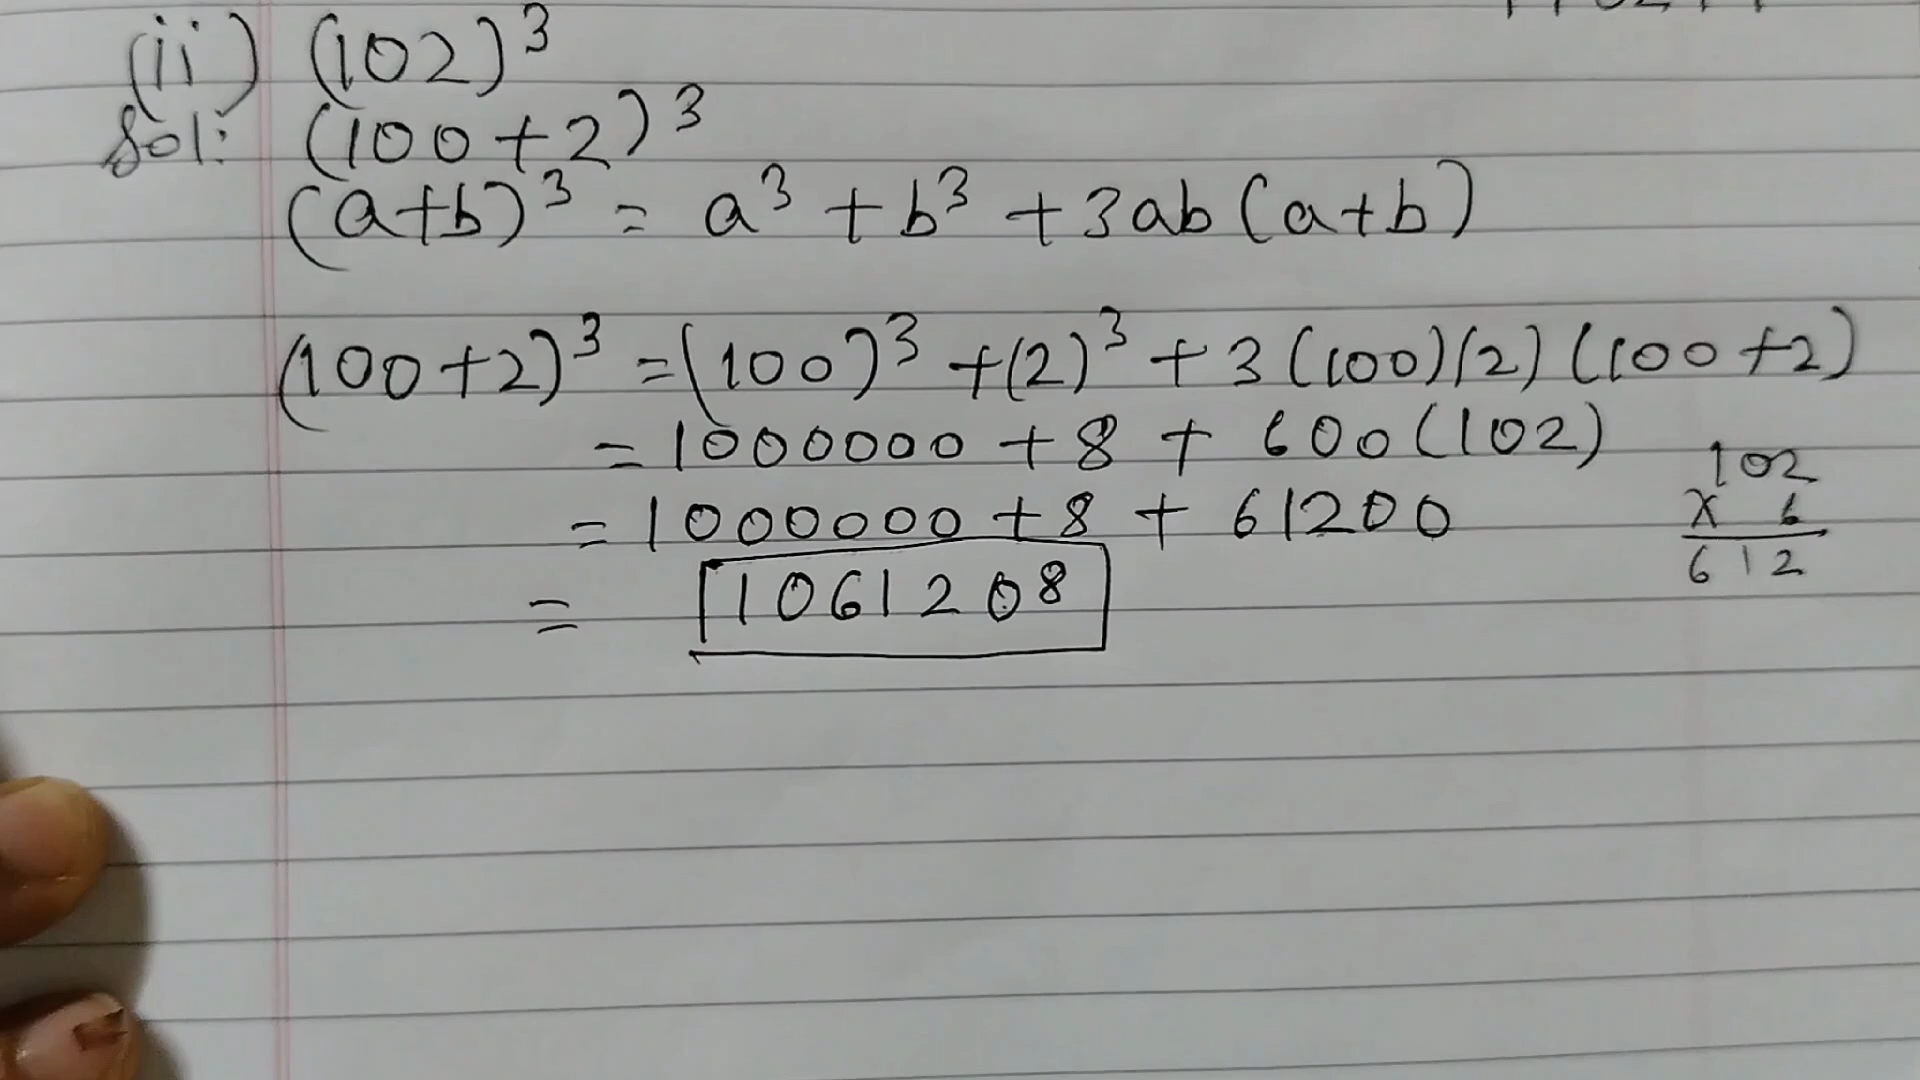 (ii) (102)³
Sol: (100+2)³
(a+b)³ = a³ + b³ + 3ab(a+b)
(100+2)³ = (100)³ + (2)³ + 3(100)(2)(100+2)
= 1000000 + 8 + 600(102)
= 1000000 + 8 + 61200
= 1061208
102
x 6
612